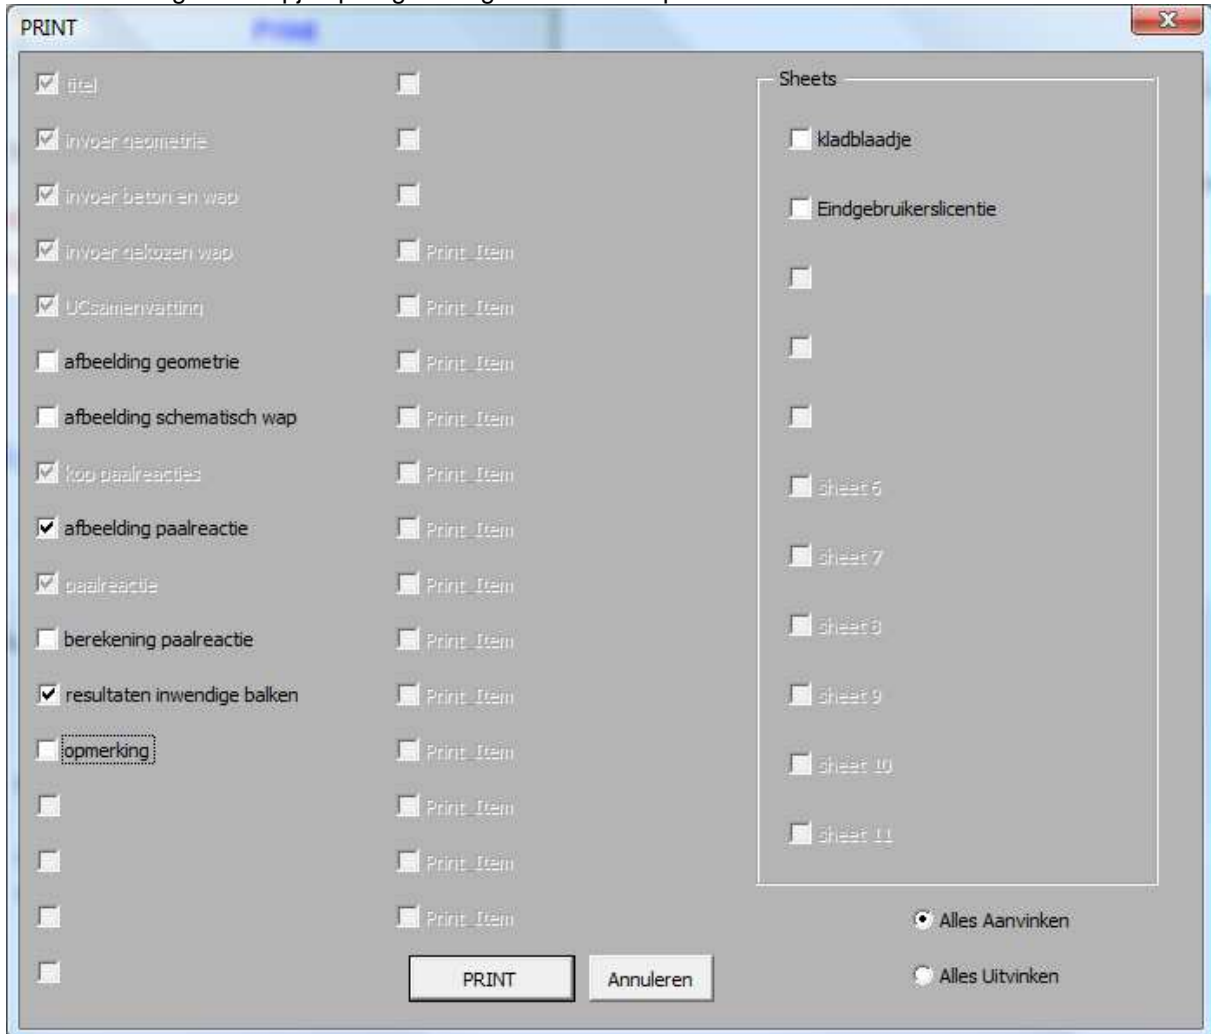 PRINT
titel
invoer geometrie
invoer beton en wap
invoer gekozen wap
UCsamenvatting
afbeelding geometrie
afbeelding schematisch wap
kop paalreacties
afbeelding paalreactie
paalreactie
berekening paalreactie
resultaten inwendige balken
opmerking
Print_Item
Print_Item
Print_Item
Print_Item
Print_Item
Print_Item
Print_Item
Print_Item
Print_Item
Print_Item
Print_Item
Print_Item
Print_Item
Sheets
kladblaadje
Eindgebruikerslicentie
sheet 6
sheet 7
sheet 8
sheet 9
sheet 10
sheet 11
Alles Aanvinken
Alles Uitvinken
PRINT
Annuleren